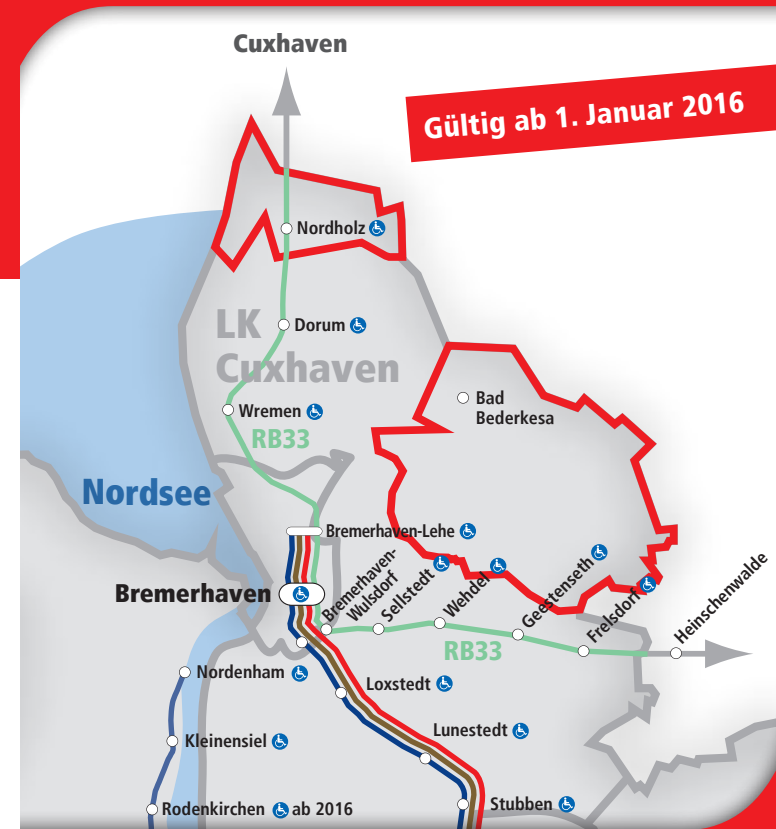 Cuxhaven
Gültig ab 1. Januar 2016
Nordholz
LK
Cuxhaven
Dorum
Wremen
RB33
Bad
Bederkesa
Nordsee
Bremerhaven-Lehe
Bremerhaven
Bremerhaven-
Wulsdorf
Sellstedt
Wehdel
Geestenseth
Frelsdorf
Heinschenwalde
RB33
Nordenham
Loxstedt
Lunestedt
Kleinensiel
Stubben
Rodenkirchen ab 2016